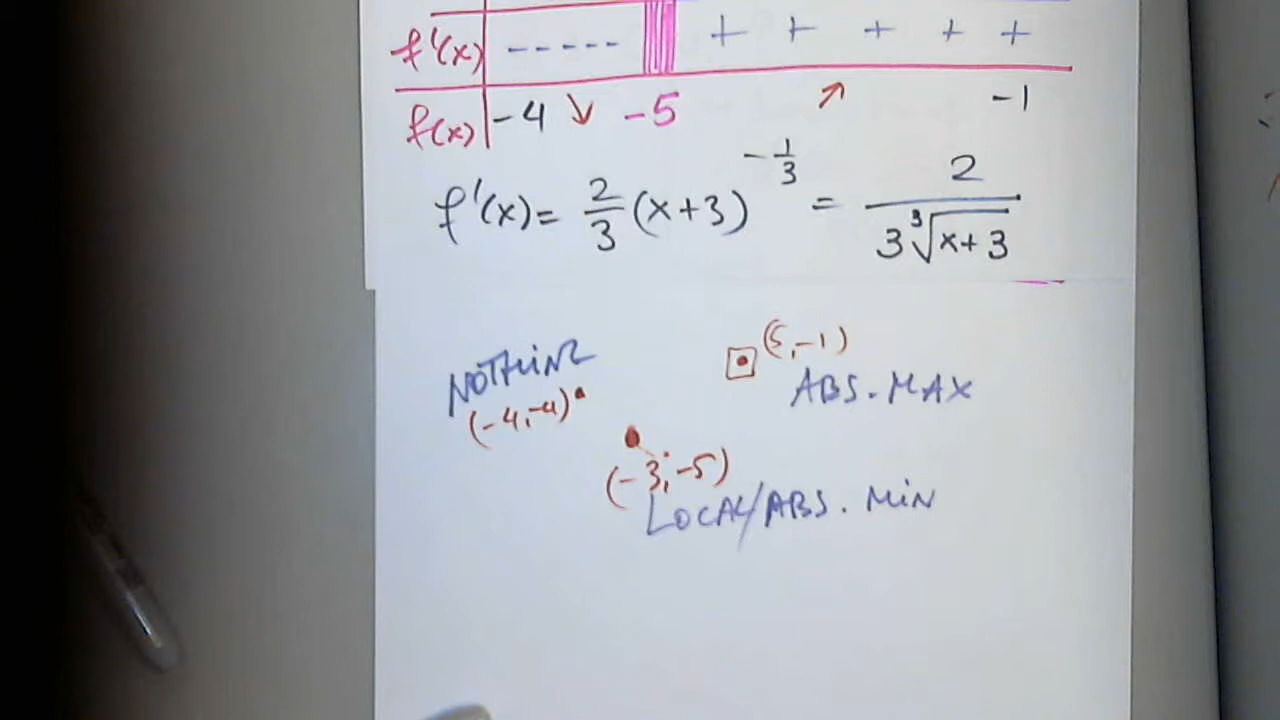 f'(x) - - - - - + + + + +
f(x) -4 ↘ -5 ↗ -1
f'(x) = 2/3 (x+3)^(-1/3) = 2/(3∛(x+3))
(5,-1)
NOTHING
ABS. MAX
(-4,-4)
(-3,-5)
LOCAL/ABS. MIN